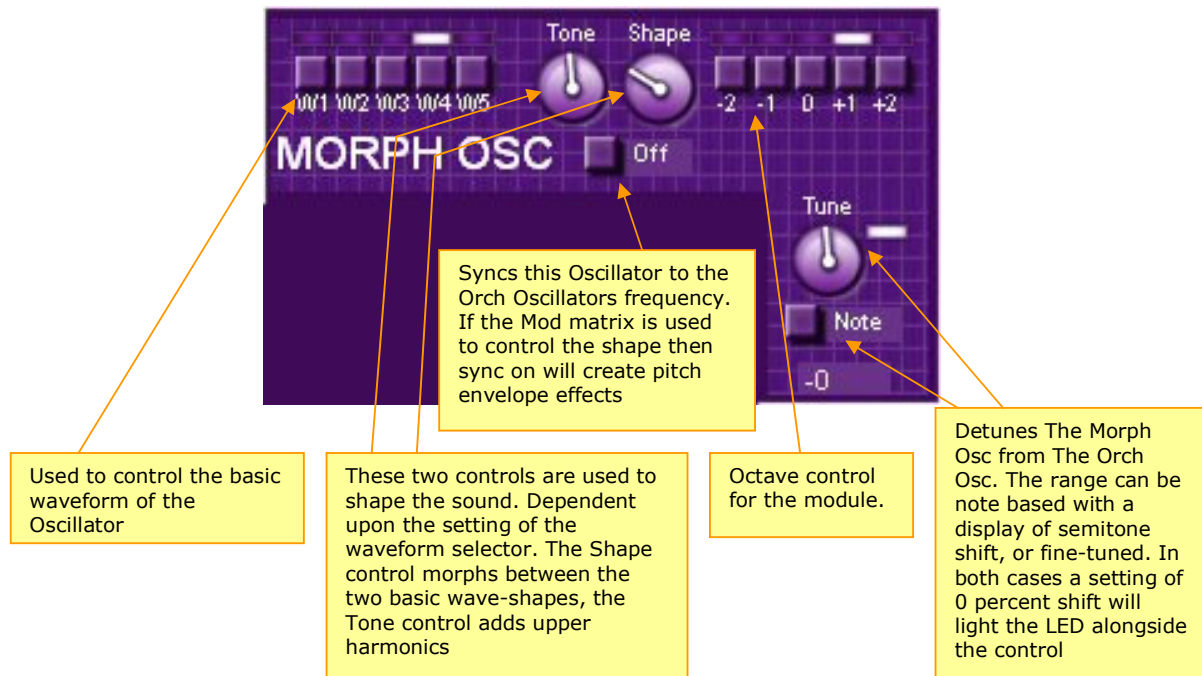 Tone Shape
W1 W2 W3 W4 W5
-2 -1 0 +1 +2
MORPH OSC
Off
Tune
Note
-0
Syncs this Oscillator to the
Orch Oscillators frequency.
If the Mod matrix is used
to control the shape then
sync on will create pitch
envelope effects
Used to control the basic
waveform of the
Oscillator
These two controls are used to
shape the sound. Dependent
upon the setting of the
waveform selector. The Shape
control morphs between the
two basic wave-shapes, the
Tone control adds upper
harmonics
Octave control
for the module.
Detunes The Morph
Osc from The Orch
Osc. The range can be
note based with a
display of semitone
shift, or fine-tuned. In
both cases a setting of
0 percent shift will
light the LED alongside
the control